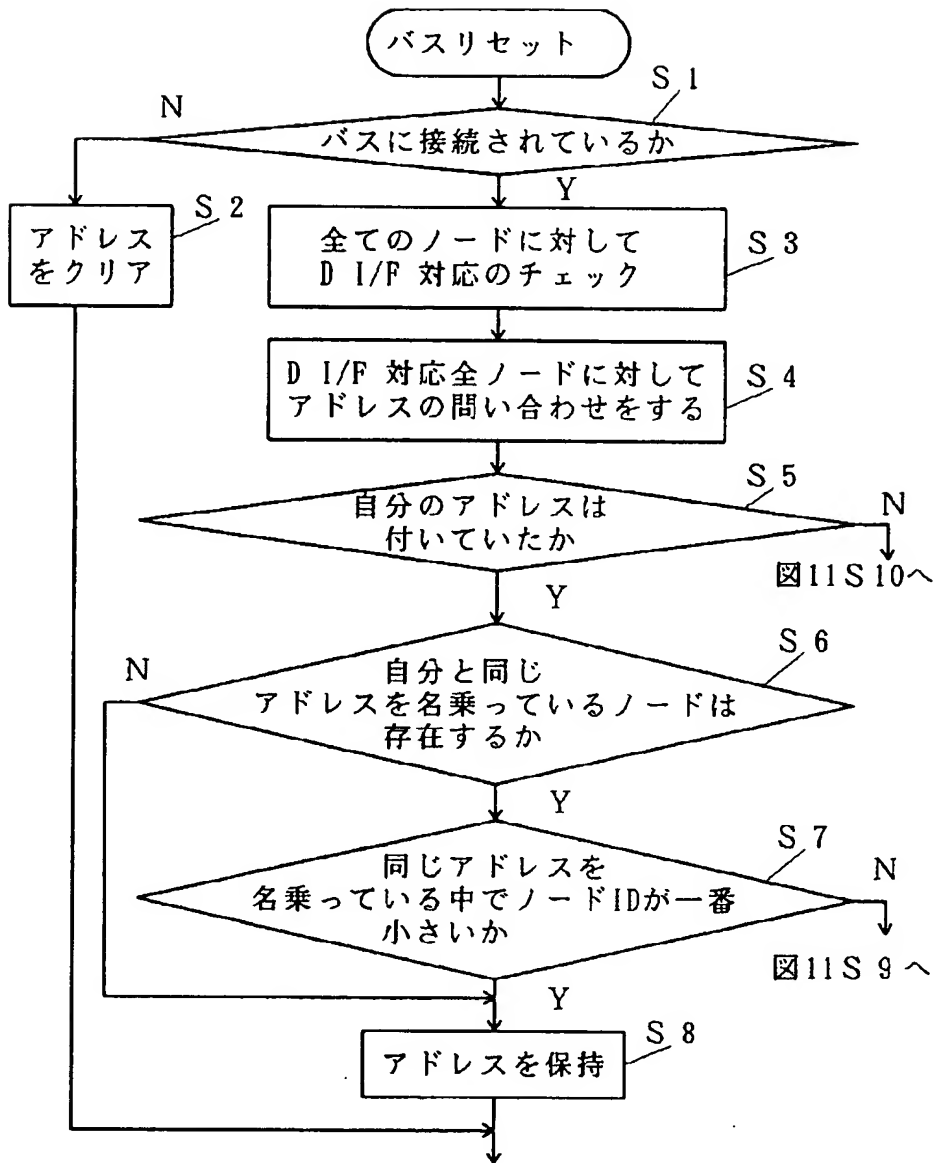 バスリセット
S 1
N
バスに接続されているか
Y
S 2
アドレス
をクリア
全てのノードに対して
D I/F 対応のチェック
S 3
D I/F 対応全ノードに対して
アドレスの問い合わせをする
S 4
S 5
自分のアドレスは
付いていたか
N
図11S10へ
Y
S 6
N
自分と同じ
アドレスを名乗っているノードは
存在するか
Y
S 7
同じアドレスを
名乗っている中でノードIDが一番
小さいか
N
図11S 9 へ
Y
S 8
アドレスを保持